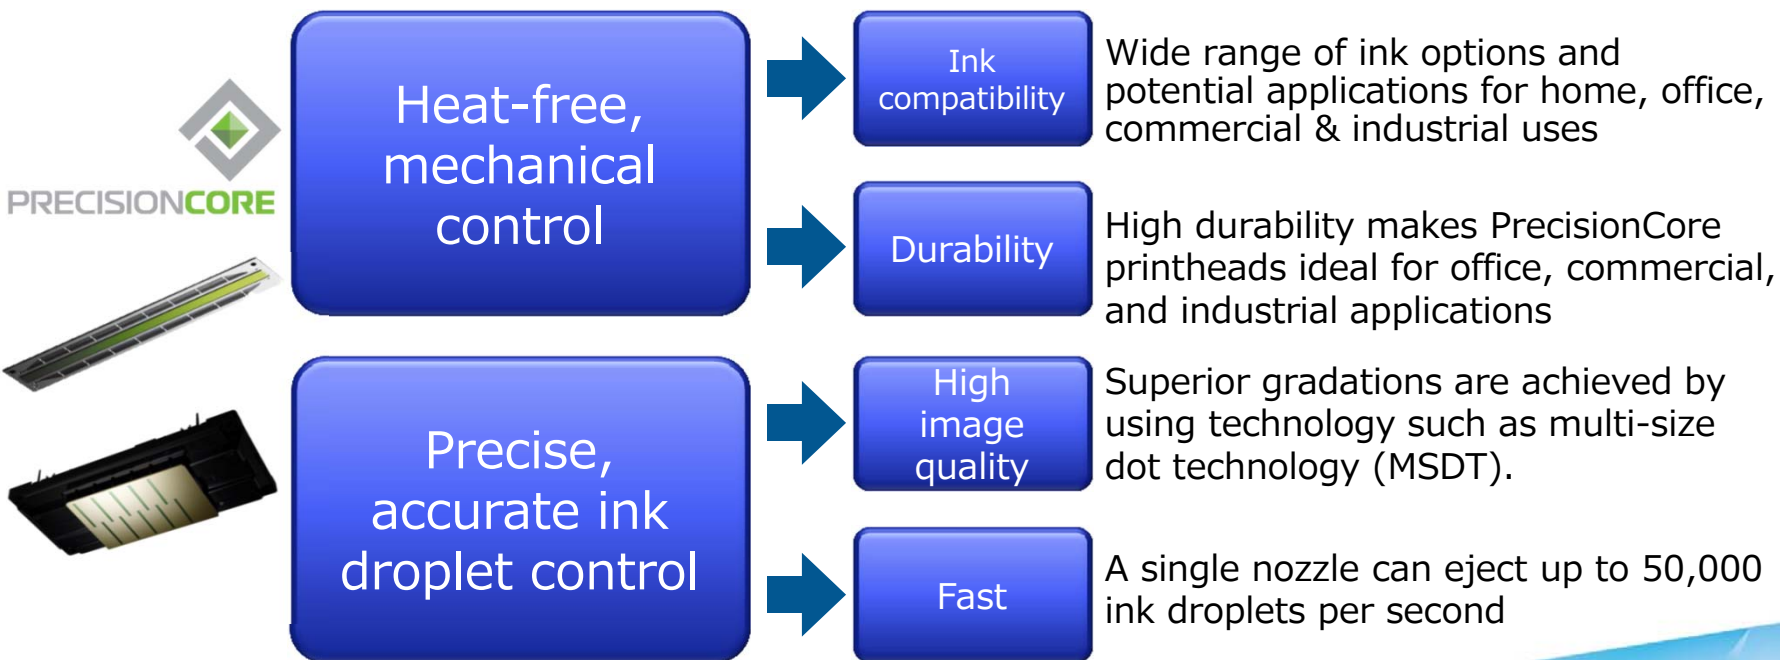 PRECISIONCORE
Heat-free,
mechanical
control
Ink
compatibility
Wide range of ink options and
potential applications for home, office,
commercial & industrial uses
Durability
High durability makes PrecisionCore
printheads ideal for office, commercial,
and industrial applications
Precise,
accurate ink
droplet control
High
image
quality
Superior gradations are achieved by
using technology such as multi-size
dot technology (MSDT).
Fast
A single nozzle can eject up to 50,000
ink droplets per second